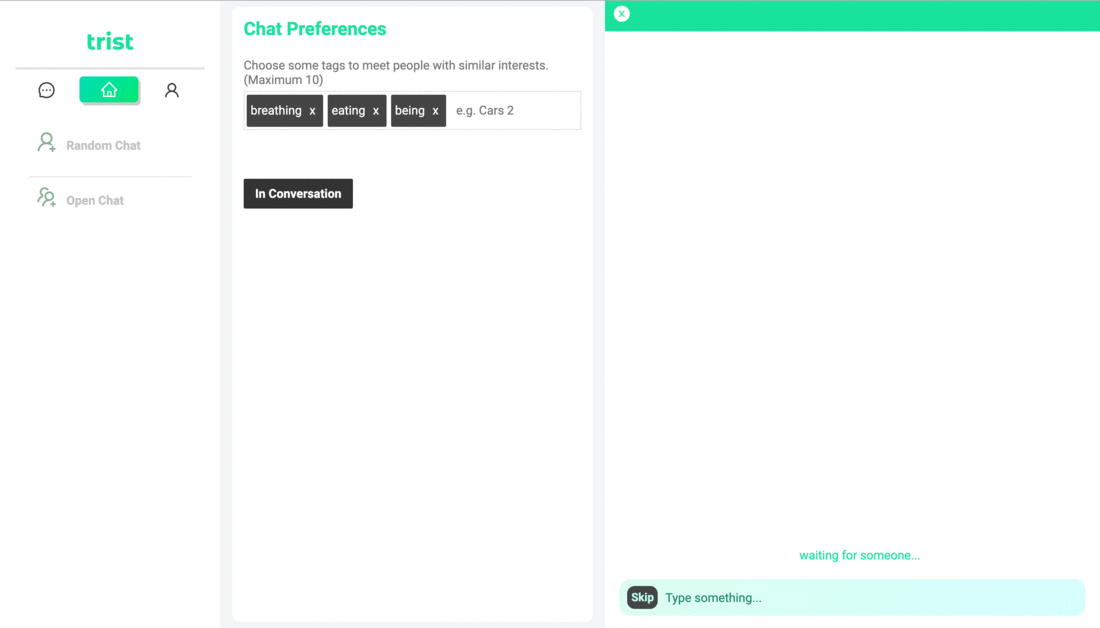 trist
Random Chat
Open Chat
Chat Preferences
Choose some tags to meet people with similar interests.
(Maximum 10)
breathing x eating x being x e.g. Cars 2
In Conversation
waiting for someone...
Skip Type something...